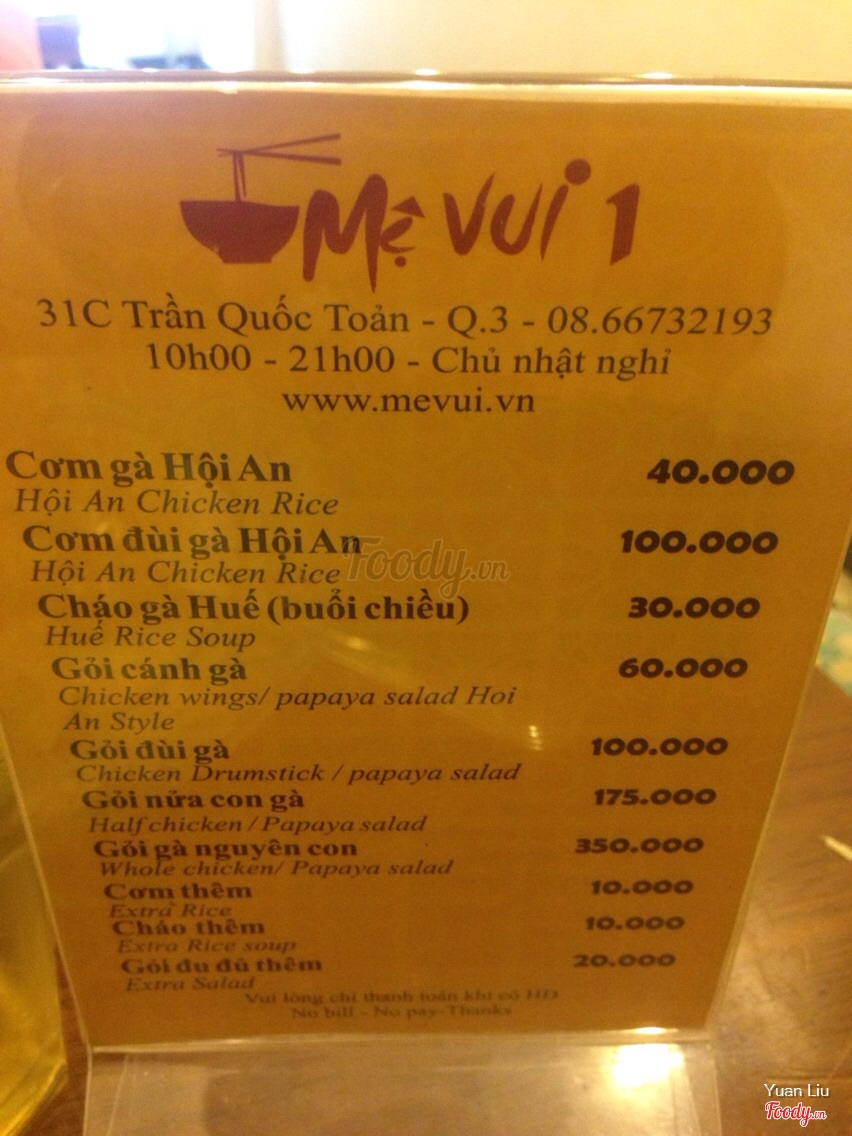 Mệ VUI 1
31C Trần Quốc Toản - Q.3 - 08.66732193
10h00 - 21h00 - Chủ nhật nghỉ
www.mevui.vn
Cơm gà Hội An 40.000
Hội An Chicken Rice
Cơm đùi gà Hội An 100.000
Hội An Chicken Rice
Foody.vn
Cháo gà Huế (buổi chiều) 30.000
Huế Rice Soup
Gỏi cánh gà 60.000
Chicken wings/ papaya salad Hoi
An Style
Gỏi đùi gà 100.000
Chicken Drumstick / papaya salad
Gỏi nửa con gà 175.000
Half chicken / Papaya salad
Gỏi gà nguyên con 350.000
Whole chicken/ Papaya salad
Cơm thêm 10.000
Extra Rice
Cháo thêm 10.000
Extra Rice soup
Gỏi đu đủ thêm 20.000
Extra Salad
Vui lòng chỉ thanh toán khi có HĐ
No bill - No pay-Thanks
Yuan Liu
Foody.vn